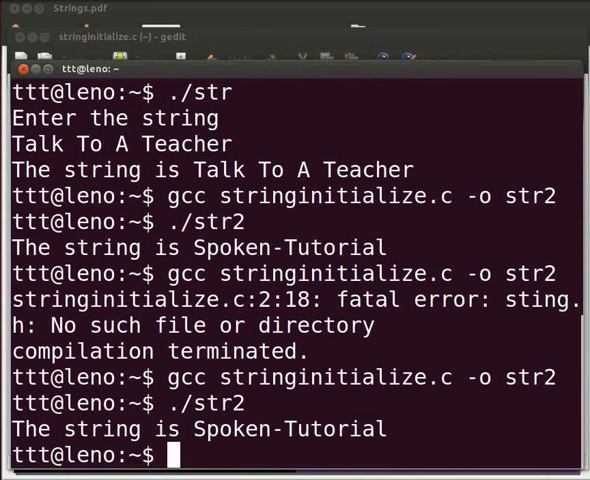 Strings.pdf
stringinitialize.c (~) - gedit
ttt@leno: ~
ttt@leno:~$ ./str
Enter the string
Talk To A Teacher
The string is Talk To A Teacher
ttt@leno:~$ gcc stringinitialize.c -o str2
ttt@leno:~$ ./str2
The string is Spoken-Tutorial
ttt@leno:~$ gcc stringinitialize.c -o str2
stringinitialize.c:2:18: fatal error: sting.
h: No such file or directory
compilation terminated.
ttt@leno:~$ gcc stringinitialize.c -o str2
ttt@leno:~$ ./str2
The string is Spoken-Tutorial
ttt@leno:~$